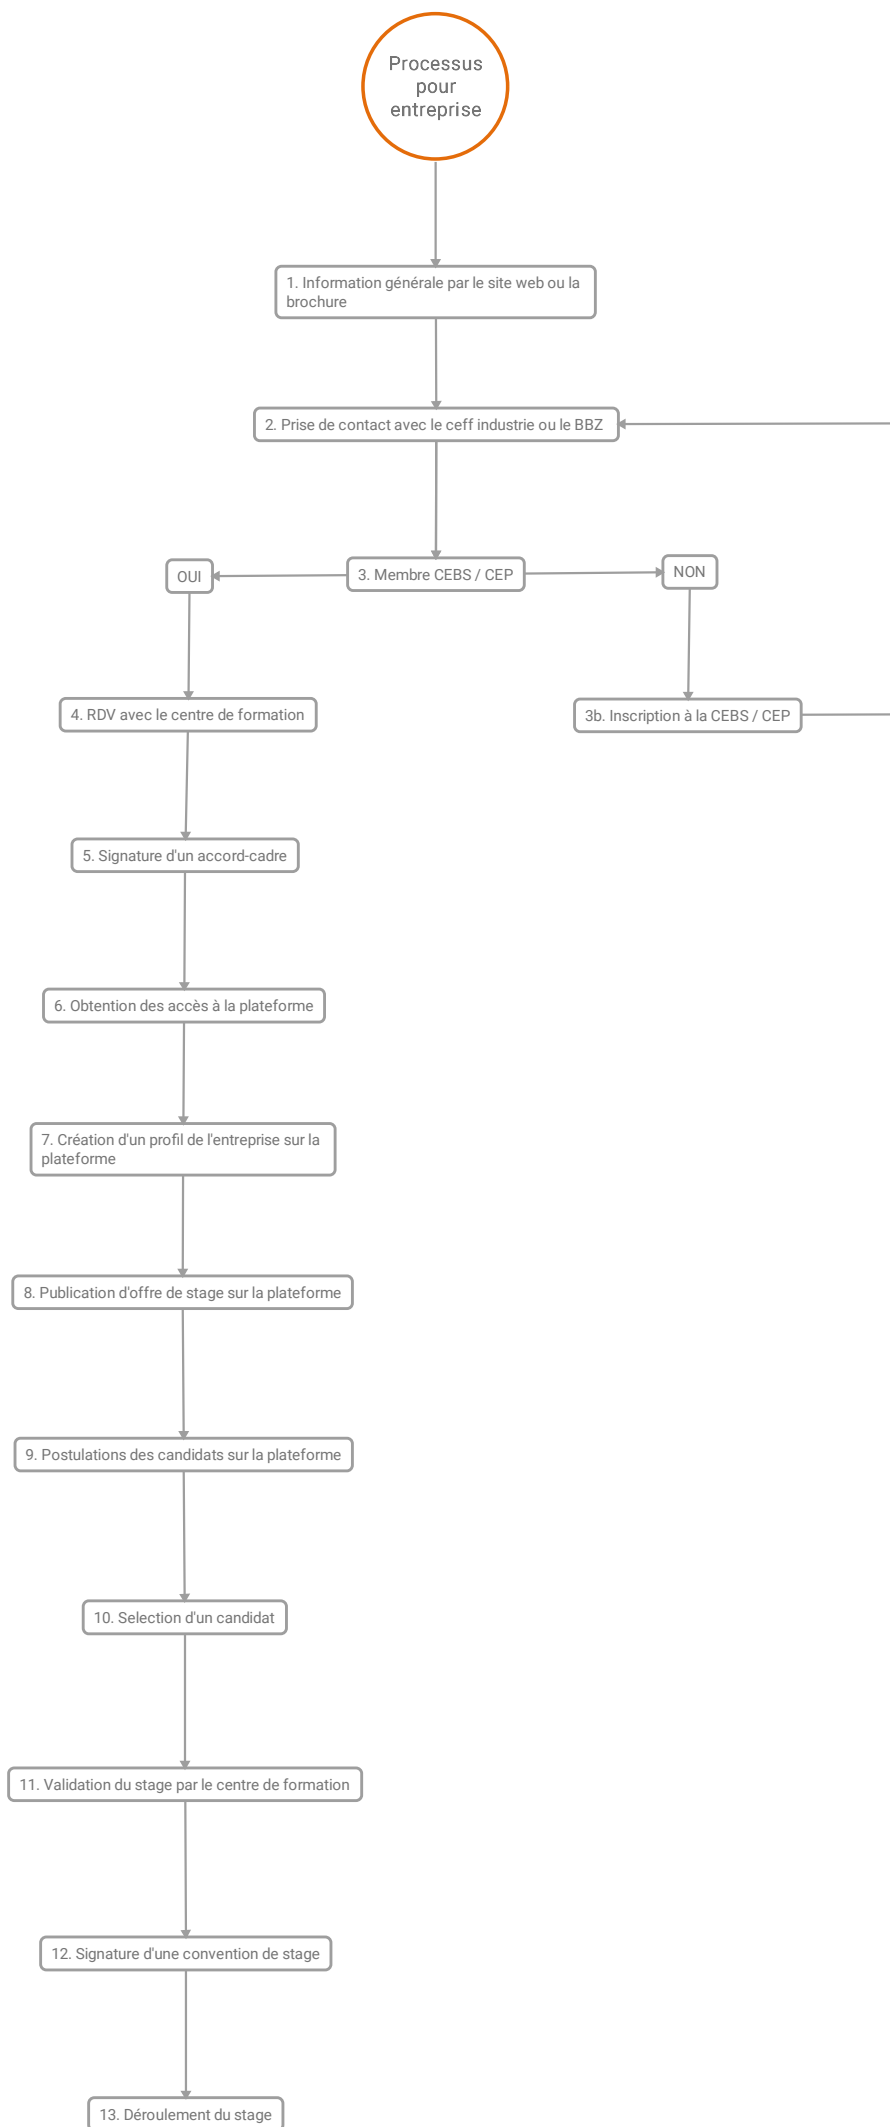 Processus
pour
entreprise
1. Information générale par le site web ou la
brochure
2. Prise de contact avec le ceff industrie ou le BBZ
OUI
3. Membre CEBS / CEP
NON
4. RDV avec le centre de formation
3b. Inscription à la CEBS / CEP
5. Signature d'un accord-cadre
6. Obtention des accès à la plateforme
7. Création d'un profil de l'entreprise sur la
plateforme
8. Publication d'offre de stage sur la plateforme
9. Postulations des candidats sur la plateforme
10. Selection d'un candidat
11. Validation du stage par le centre de formation
12. Signature d'une convention de stage
13. Déroulement du stage